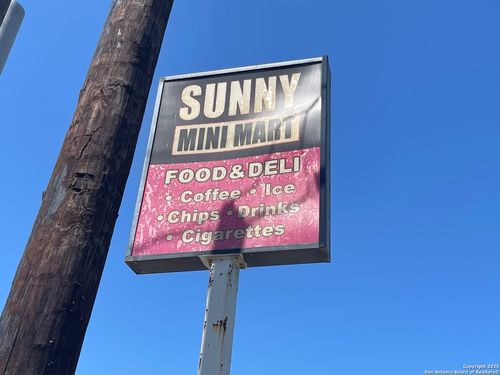 SUNNY
MINI MART
FOOD & DELI
• Coffee • Ice
• Chips • Drinks
• Cigarettes
Copyright 2025
San Antonio Board of Realtors®